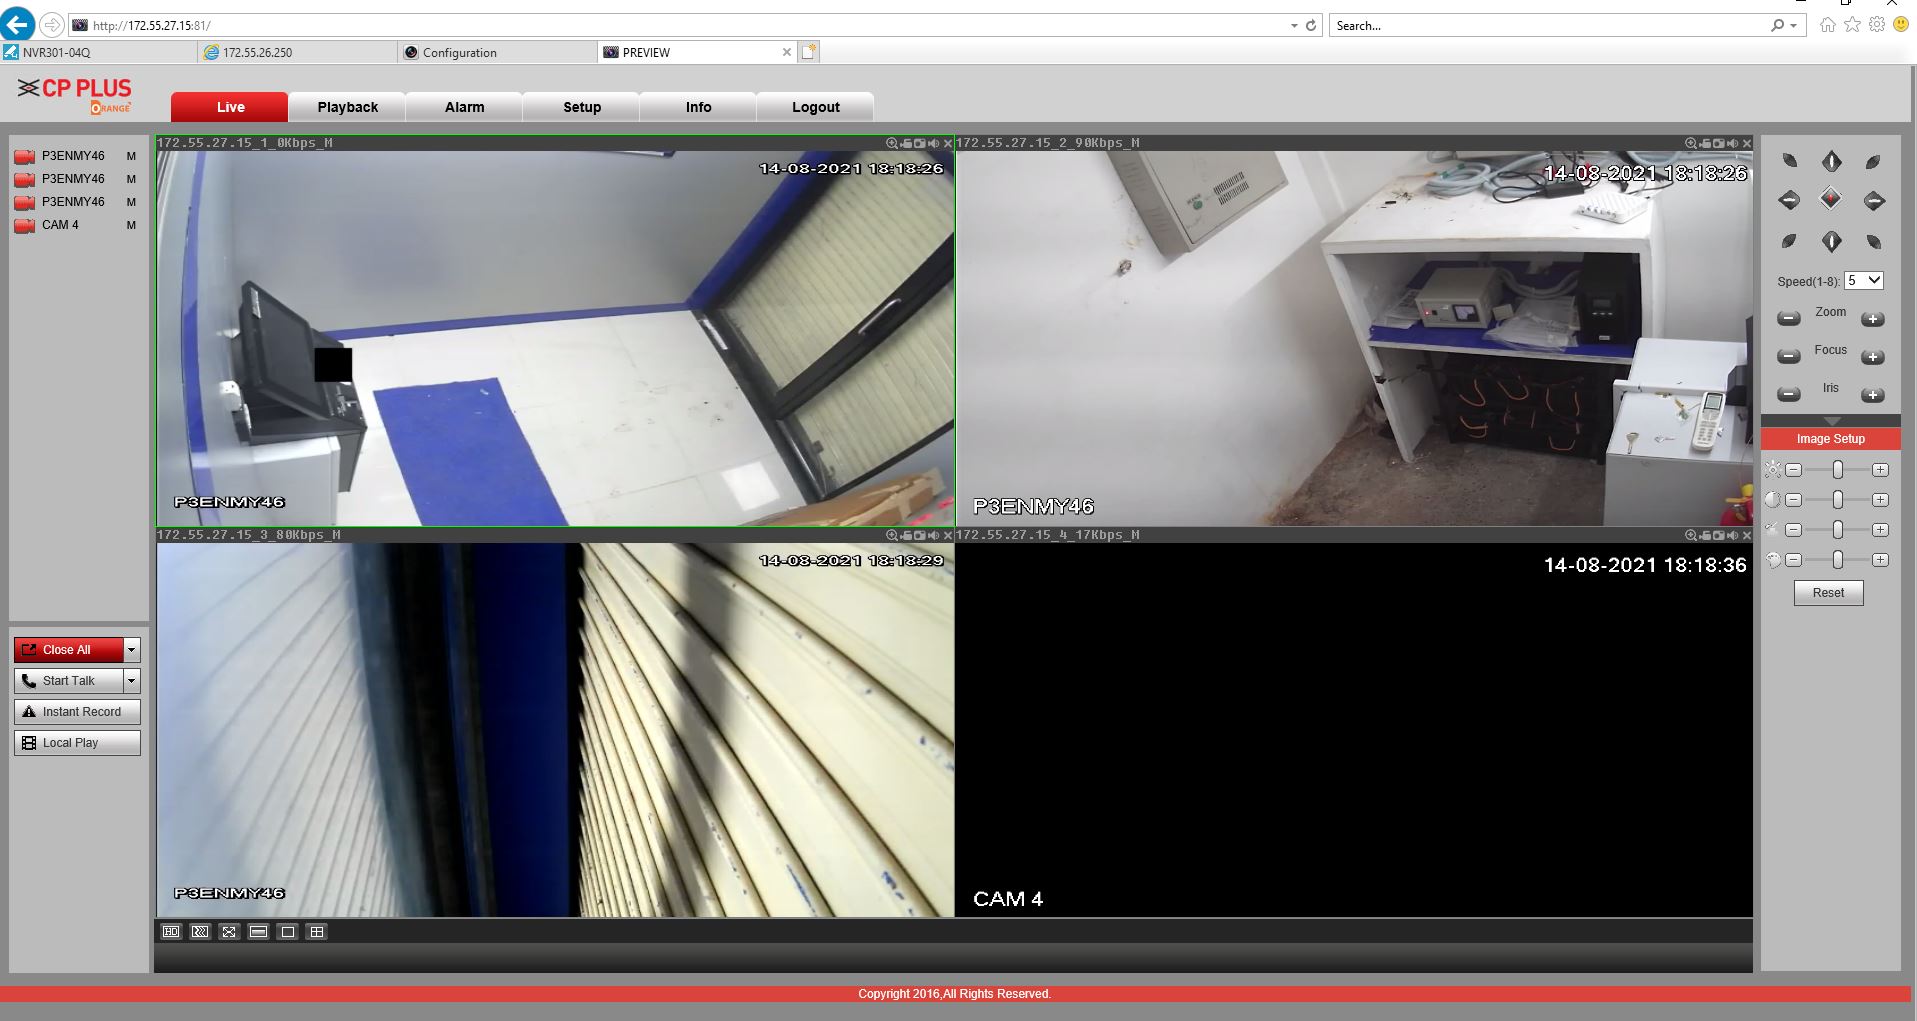 http://172.55.27.15:81/
Search...
NVR301-04Q
172.55.26.250
Configuration
PREVIEW
CP PLUS
ORANGE
Live
Playback
Alarm
Setup
Info
Logout
P3ENMY46 M
P3ENMY46 M
P3ENMY46 M
CAM 4 M
Close All
Start Talk
Instant Record
Local Play
172.55.27.15_1_0Kbps_M
14-08-2021 18:18:26
P3ENMY46
172.55.27.15_2_90Kbps_M
14-08-2021 18:18:26
P3ENMY46
172.55.27.15_3_80Kbps_M
14-08-2021 18:18:29
P3ENMY46
172.55.27.15_4_17Kbps_M
14-08-2021 18:18:36
CAM 4
HD
Speed(1-8): 5
Zoom
Focus
Iris
Image Setup
Reset
Copyright 2016,All Rights Reserved.